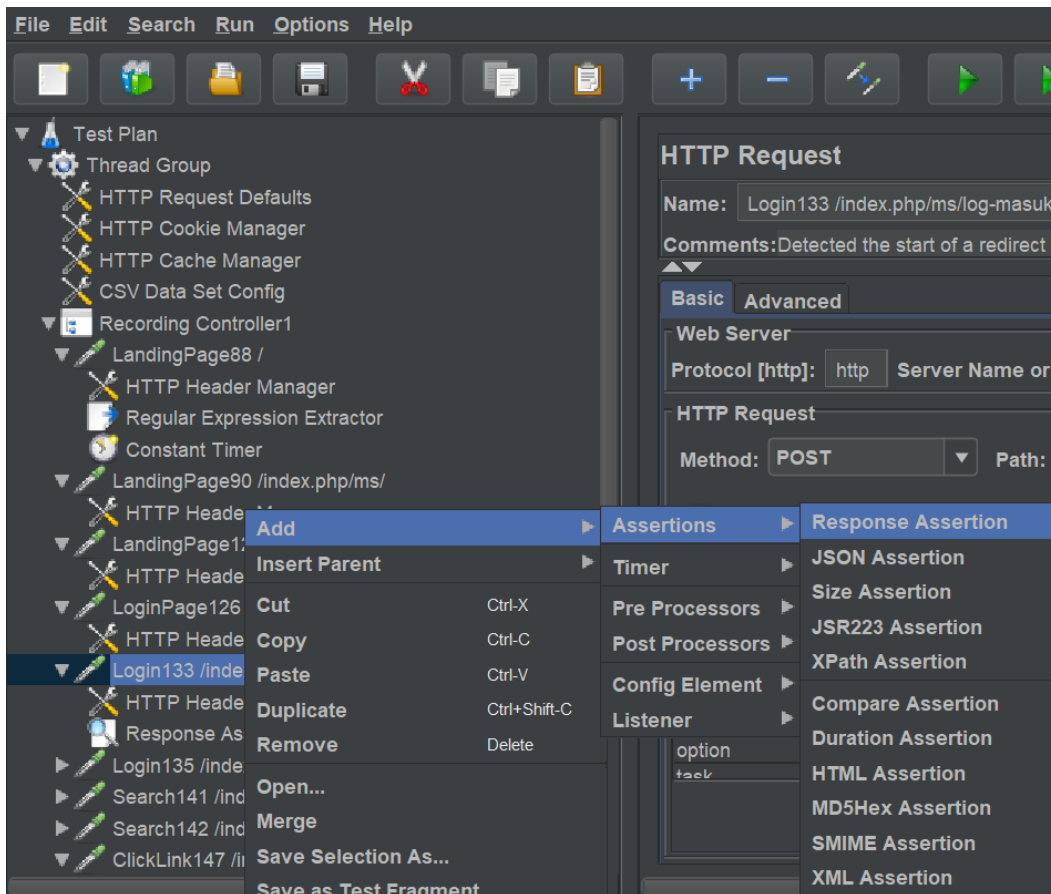 File Edit Search Run Options Help
Test Plan
Thread Group
HTTP Request Defaults
HTTP Cookie Manager
HTTP Cache Manager
CSV Data Set Config
Recording Controller1
LandingPage88 /
HTTP Header Manager
Regular Expression Extractor
Constant Timer
LandingPage90 /index.php/ms/
HTTP Heade
LandingPage12
HTTP Heade
LoginPage126
HTTP Heade
Login133 /inde
HTTP Heade
Response As
Login135 /inde
Search141 /ind
Search142 /ind
ClickLink147 /i
HTTP Request
Name: Login133 /index.php/ms/log-masuk
Comments: Detected the start of a redirect
Basic Advanced
Web Server
Protocol [http]: http Server Name or
HTTP Request
Method: POST Path:
option
task
Add
Insert Parent
Cut Ctrl-X
Copy Ctrl-C
Paste Ctrl-V
Duplicate Ctrl+Shift-C
Remove Delete
Open...
Merge
Save Selection As...
Save as Test Fragment
Assertions
Timer
Pre Processors
Post Processors
Config Element
Listener
Response Assertion
JSON Assertion
Size Assertion
JSR223 Assertion
XPath Assertion
Compare Assertion
Duration Assertion
HTML Assertion
MD5Hex Assertion
SMIME Assertion
XML Assertion